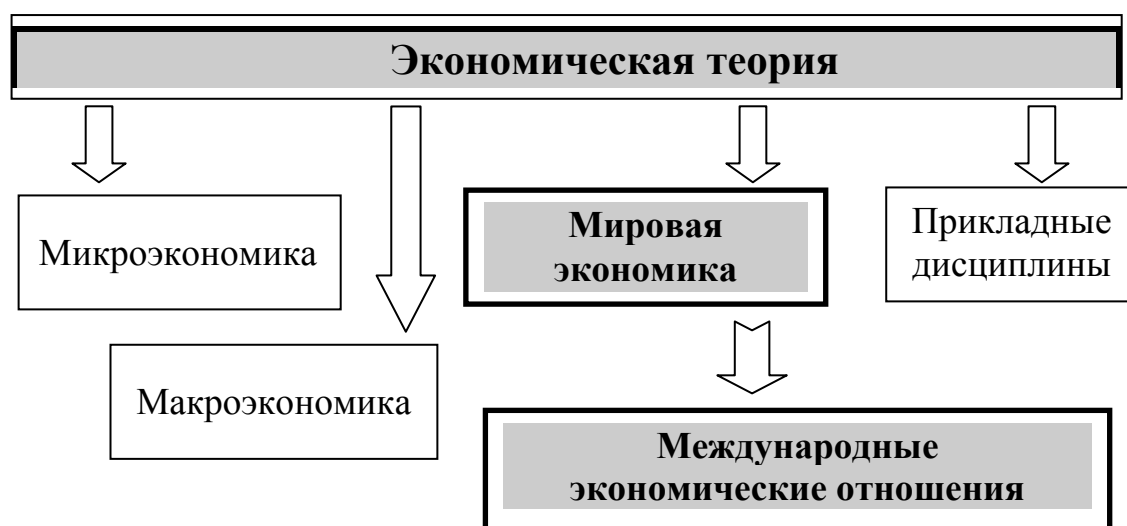 Экономическая теория
Микроэкономика
Мировая
экономика
Прикладные
дисциплины
Макроэкономика
Международные
экономические отношения